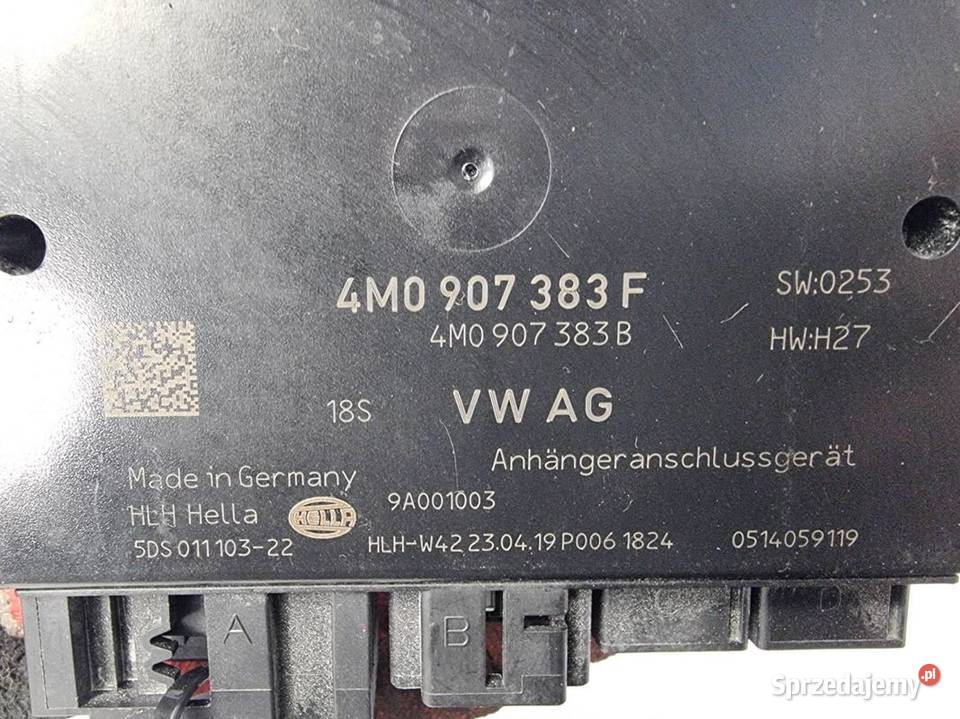 4M0 907 383 F
SW:0253
4M0 907 383 B
HW:H27
18S
VW AG
Anhängeranschlussgerät
Made in Germany
9A001003
HLH Hella
HELLA
5DS 011 103-22
HLH-W42 23.04.19 P006 1824
0514059119
A
B
D
Sprzedajemy.pl